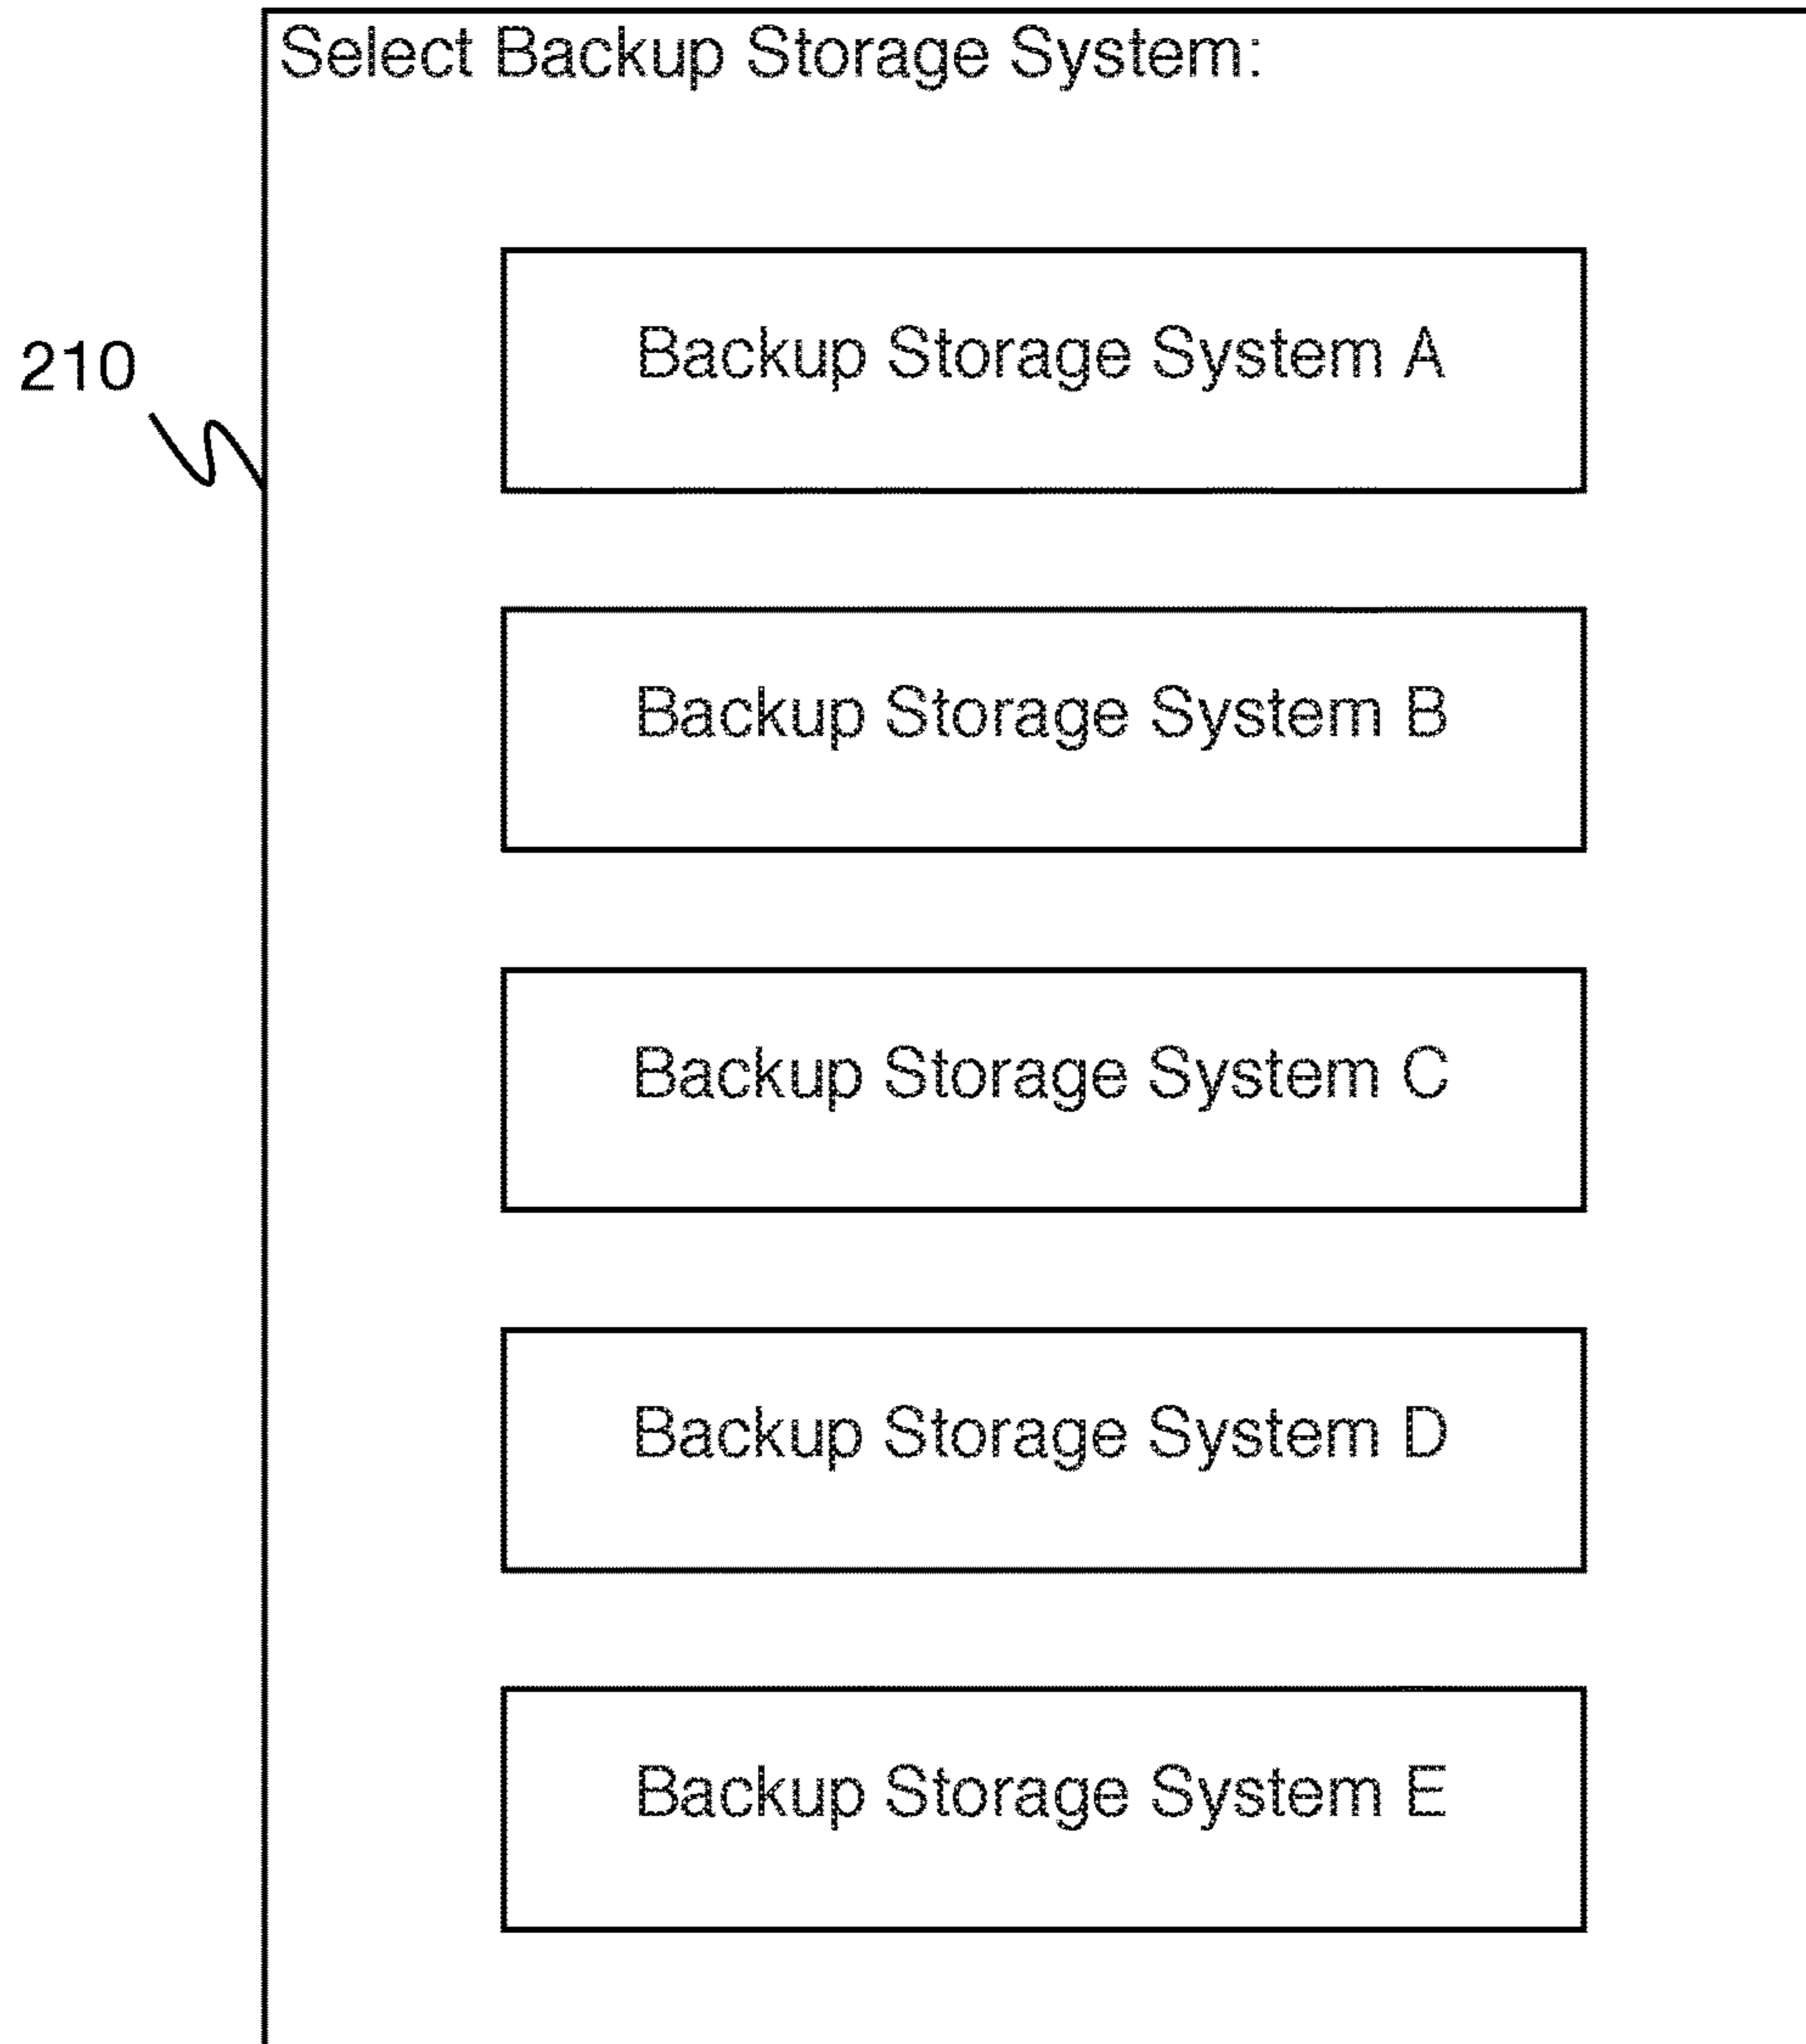 Select Backup Storage System:
Backup Storage System A
210
Backup Storage System B
Backup Storage System C
Backup Storage System D
Backup Storage System E